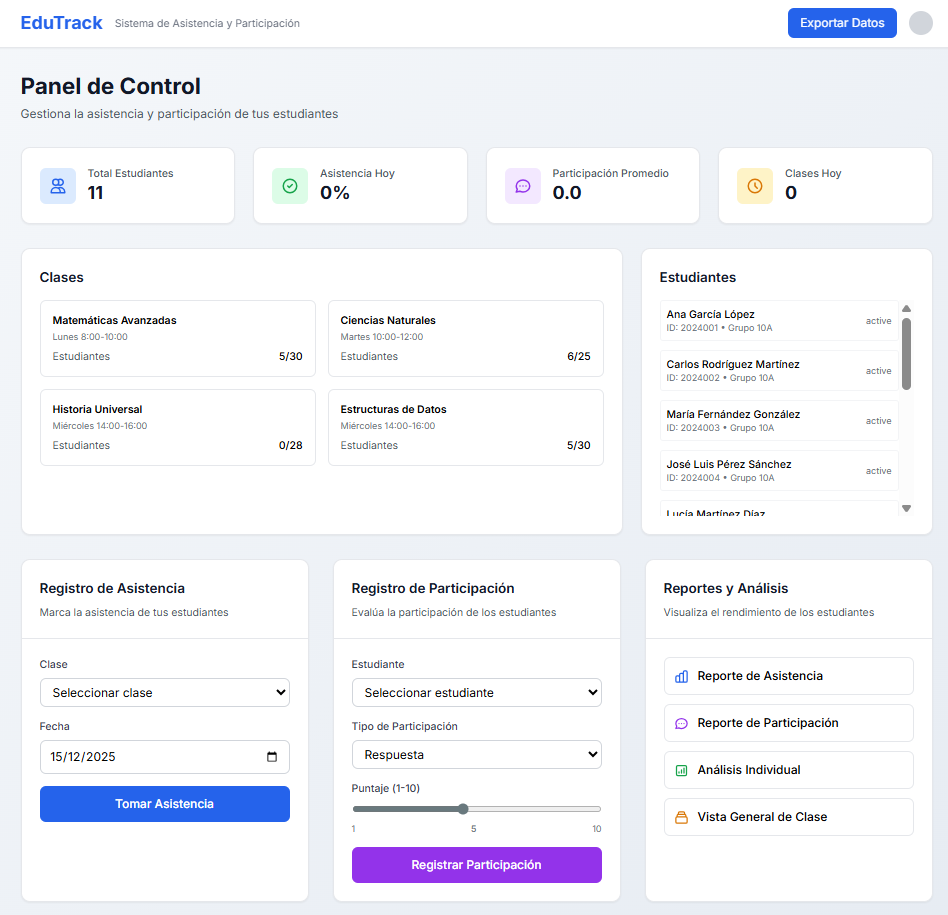 EduTrack Sistema de Asistencia y Participación Exportar Datos
Panel de Control
Gestiona la asistencia y participación de tus estudiantes
Total Estudiantes
11
Asistencia Hoy
0%
Participación Promedio
0.0
Clases Hoy
0
Clases
Matemáticas Avanzadas
Lunes 8:00-10:00
Estudiantes 5/30
Ciencias Naturales
Martes 10:00-12:00
Estudiantes 6/25
Historia Universal
Miércoles 14:00-16:00
Estudiantes 0/28
Estructuras de Datos
Miércoles 14:00-16:00
Estudiantes 5/30
Estudiantes
Ana García López
ID: 2024001 • Grupo 10A
active
Carlos Rodríguez Martínez
ID: 2024002 • Grupo 10A
active
María Fernández González
ID: 2024003 • Grupo 10A
active
José Luis Pérez Sánchez
ID: 2024004 • Grupo 10A
active
Lucía Martínez Díaz
Registro de Asistencia
Marca la asistencia de tus estudiantes
Clase
Seleccionar clase
Fecha
15/12/2025
Tomar Asistencia
Registro de Participación
Evalúa la participación de los estudiantes
Estudiante
Seleccionar estudiante
Tipo de Participación
Respuesta
Puntaje (1-10)
1 5 10
Registrar Participación
Reportes y Análisis
Visualiza el rendimiento de los estudiantes
Reporte de Asistencia
Reporte de Participación
Análisis Individual
Vista General de Clase